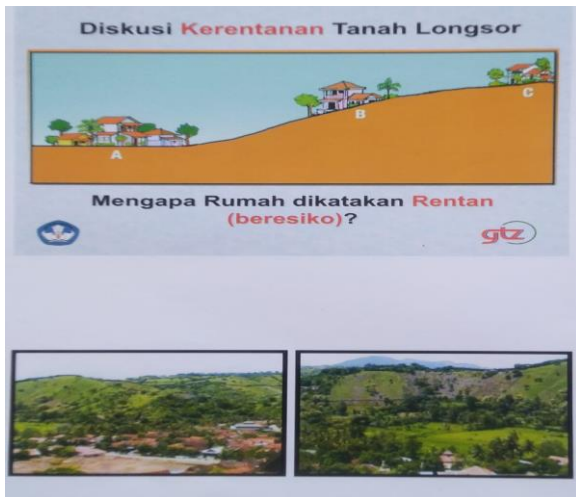 Diskusi Kerentanan Tanah Longsor
A
B
C
Mengapa Rumah dikatakan Rentan
(beresiko)?
gtz